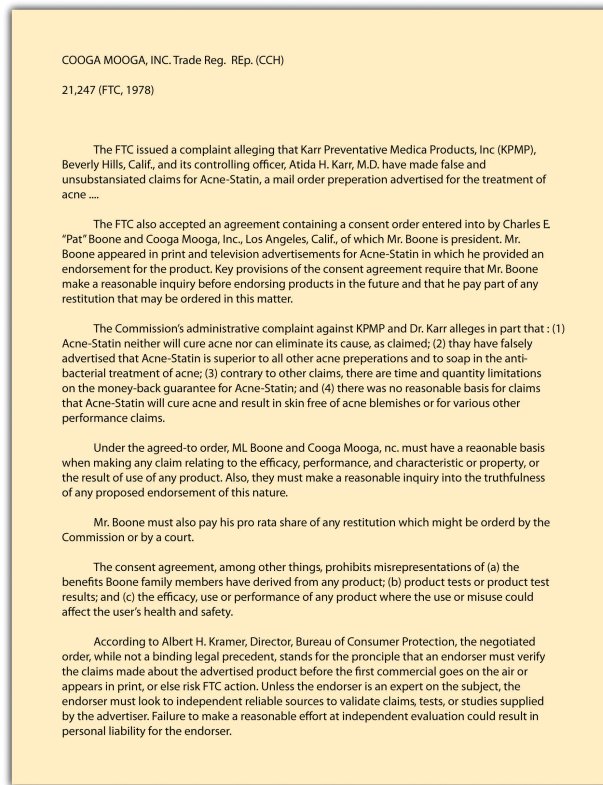 COOGA MOOGA, INC. Trade Reg. REp. (CCH)
21,247 (FTC, 1978)
The FTC issued a complaint alleging that Karr Preventative Medica Products, Inc (KPMP),
Beverly Hills, Calif., and its controlling officer, Atida H. Karr, M.D. have made false and
unsubstansiated claims for Acne-Statin, a mail order preperation advertised for the treatment of
acne ....
The FTC also accepted an agreement containing a consent order entered into by Charles E.
“Pat” Boone and Cooga Mooga, Inc., Los Angeles, Calif., of which Mr. Boone is president. Mr.
Boone appeared in print and television advertisements for Acne-Statin in which he provided an
endorsement for the product. Key provisions of the consent agreement require that Mr. Boone
make a reasonable inquiry before endorsing products in the future and that he pay part of any
restitution that may be ordered in this matter.
The Commission’s administrative complaint against KPMP and Dr. Karr alleges in part that : (1)
Acne-Statin neither will cure acne nor can eliminate its cause, as claimed; (2) thay have falsely
advertised that Acne-Statin is superior to all other acne preperations and to soap in the anti-
bacterial treatment of acne; (3) contrary to other claims, there are time and quantity limitations
on the money-back guarantee for Acne-Statin; and (4) there was no reasonable basis for claims
that Acne-Statin will cure acne and result in skin free of acne blemishes or for various other
performance claims.
Under the agreed-to order, ML Boone and Cooga Mooga, nc. must have a reaonable basis
when making any claim relating to the efficacy, performance, and characteristic or property, or
the result of use of any product. Also, they must make a reasonable inquiry into the truthfulness
of any proposed endorsement of this nature.
Mr. Boone must also pay his pro rata share of any restitution which might be orderd by the
Commission or by a court.
The consent agreement, among other things, prohibits misrepresentations of (a) the
benefits Boone family members have derived from any product; (b) product tests or product test
results; and (c) the efficacy, use or performance of any product where the use or misuse could
affect the user’s health and safety.
According to Albert H. Kramer, Director, Bureau of Consumer Protection, the negotiated
order, while not a binding legal precedent, stands for the pronciple that an endorser must verify
the claims made about the advertised product before the first commercial goes on the air or
appears in print, or else risk FTC action. Unless the endorser is an expert on the subject, the
endorser must look to independent reliable sources to validate claims, tests, or studies supplied
by the advertiser. Failure to make a reasonable effort at independent evaluation could result in
personal liability for the endorser.